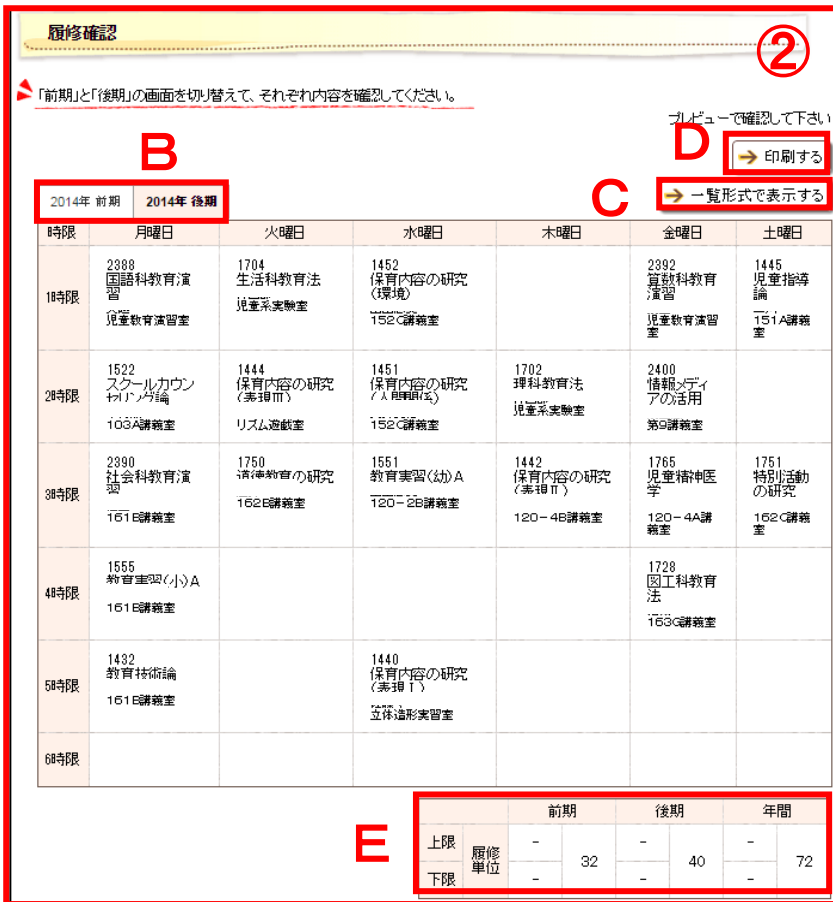 履修確認
②
「前期」と「後期」の画面を切り替えて、それぞれ内容を確認してください。
プレビューで確認して下さい
B
D
印刷する
C
一覧形式で表示する
2014年 前期 2014年 後期
時限 月曜日 火曜日 水曜日 木曜日 金曜日 土曜日
1時限
2388
国語科教育演
習
児童教育演習室
1704
生活科教育法
児童系実験室
1452
保育内容の研究
(環境)
152C講義室
2392
算数科教育
演習
児童教育演習
室
1445
児童指導
論
151A講義
室
2時限
1522
スクールカウン
セリング論
103A講義室
1444
保育内容の研究
(表現Ⅲ)
リズム遊戯室
1451
保育内容の研究
(人間関係)
152C講義室
1702
理科教育法
児童系実験室
2400
情報メディ
アの活用
第9講義室
3時限
2390
社会科教育演
習
161B講義室
1750
道徳教育の研究
162B講義室
1551
教育実習(幼)A
120-2B講義室
1442
保育内容の研究
(表現Ⅱ)
120-4B講義室
1765
児童精神医
学
120-4A講
義室
1751
特別活動
の研究
162C講義
室
4時限
1555
教育実習(小)A
161B講義室
1728
図工科教育
法
163C講義室
5時限
1432
教育技術論
161B講義室
1440
保育内容の研究
(表現Ⅰ)
立体造形実習室
6時限
E
前期 後期 年間
上限 履修
単位 - 32 - 40 - 72
下限 - - -